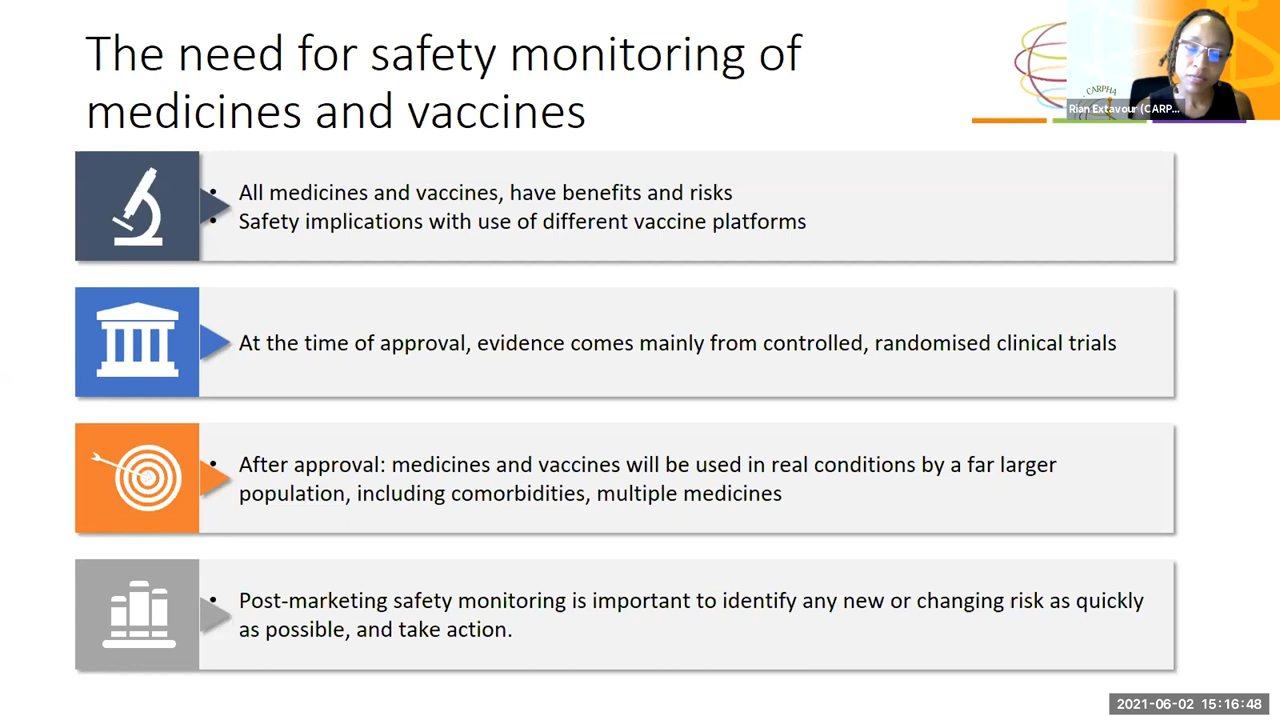 The need for safety monitoring of
medicines and vaccines
CARPHA
Rian Extavour (CARP...
• All medicines and vaccines, have benefits and risks
• Safety implications with use of different vaccine platforms
At the time of approval, evidence comes mainly from controlled, randomised clinical trials
• After approval: medicines and vaccines will be used in real conditions by a far larger
population, including comorbidities, multiple medicines
• Post-marketing safety monitoring is important to identify any new or changing risk as quickly
as possible, and take action.
2021-06-02 15:16:48